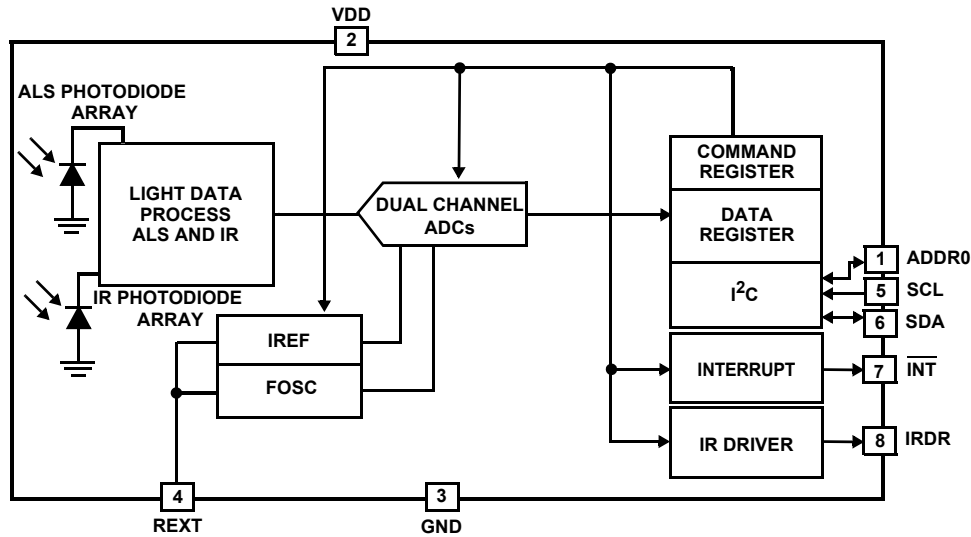 VDD
2
ALS PHOTODIODE
ARRAY
LIGHT DATA
PROCESS
ALS AND IR
DUAL CHANNEL
ADCs
COMMAND
REGISTER
DATA
REGISTER
I²C
1 ADDR0
5 SCL
6 SDA
IR PHOTODIODE
ARRAY
IREF
FOSC
INTERRUPT
7 INT
IR DRIVER
8 IRDR
4
REXT
3
GND